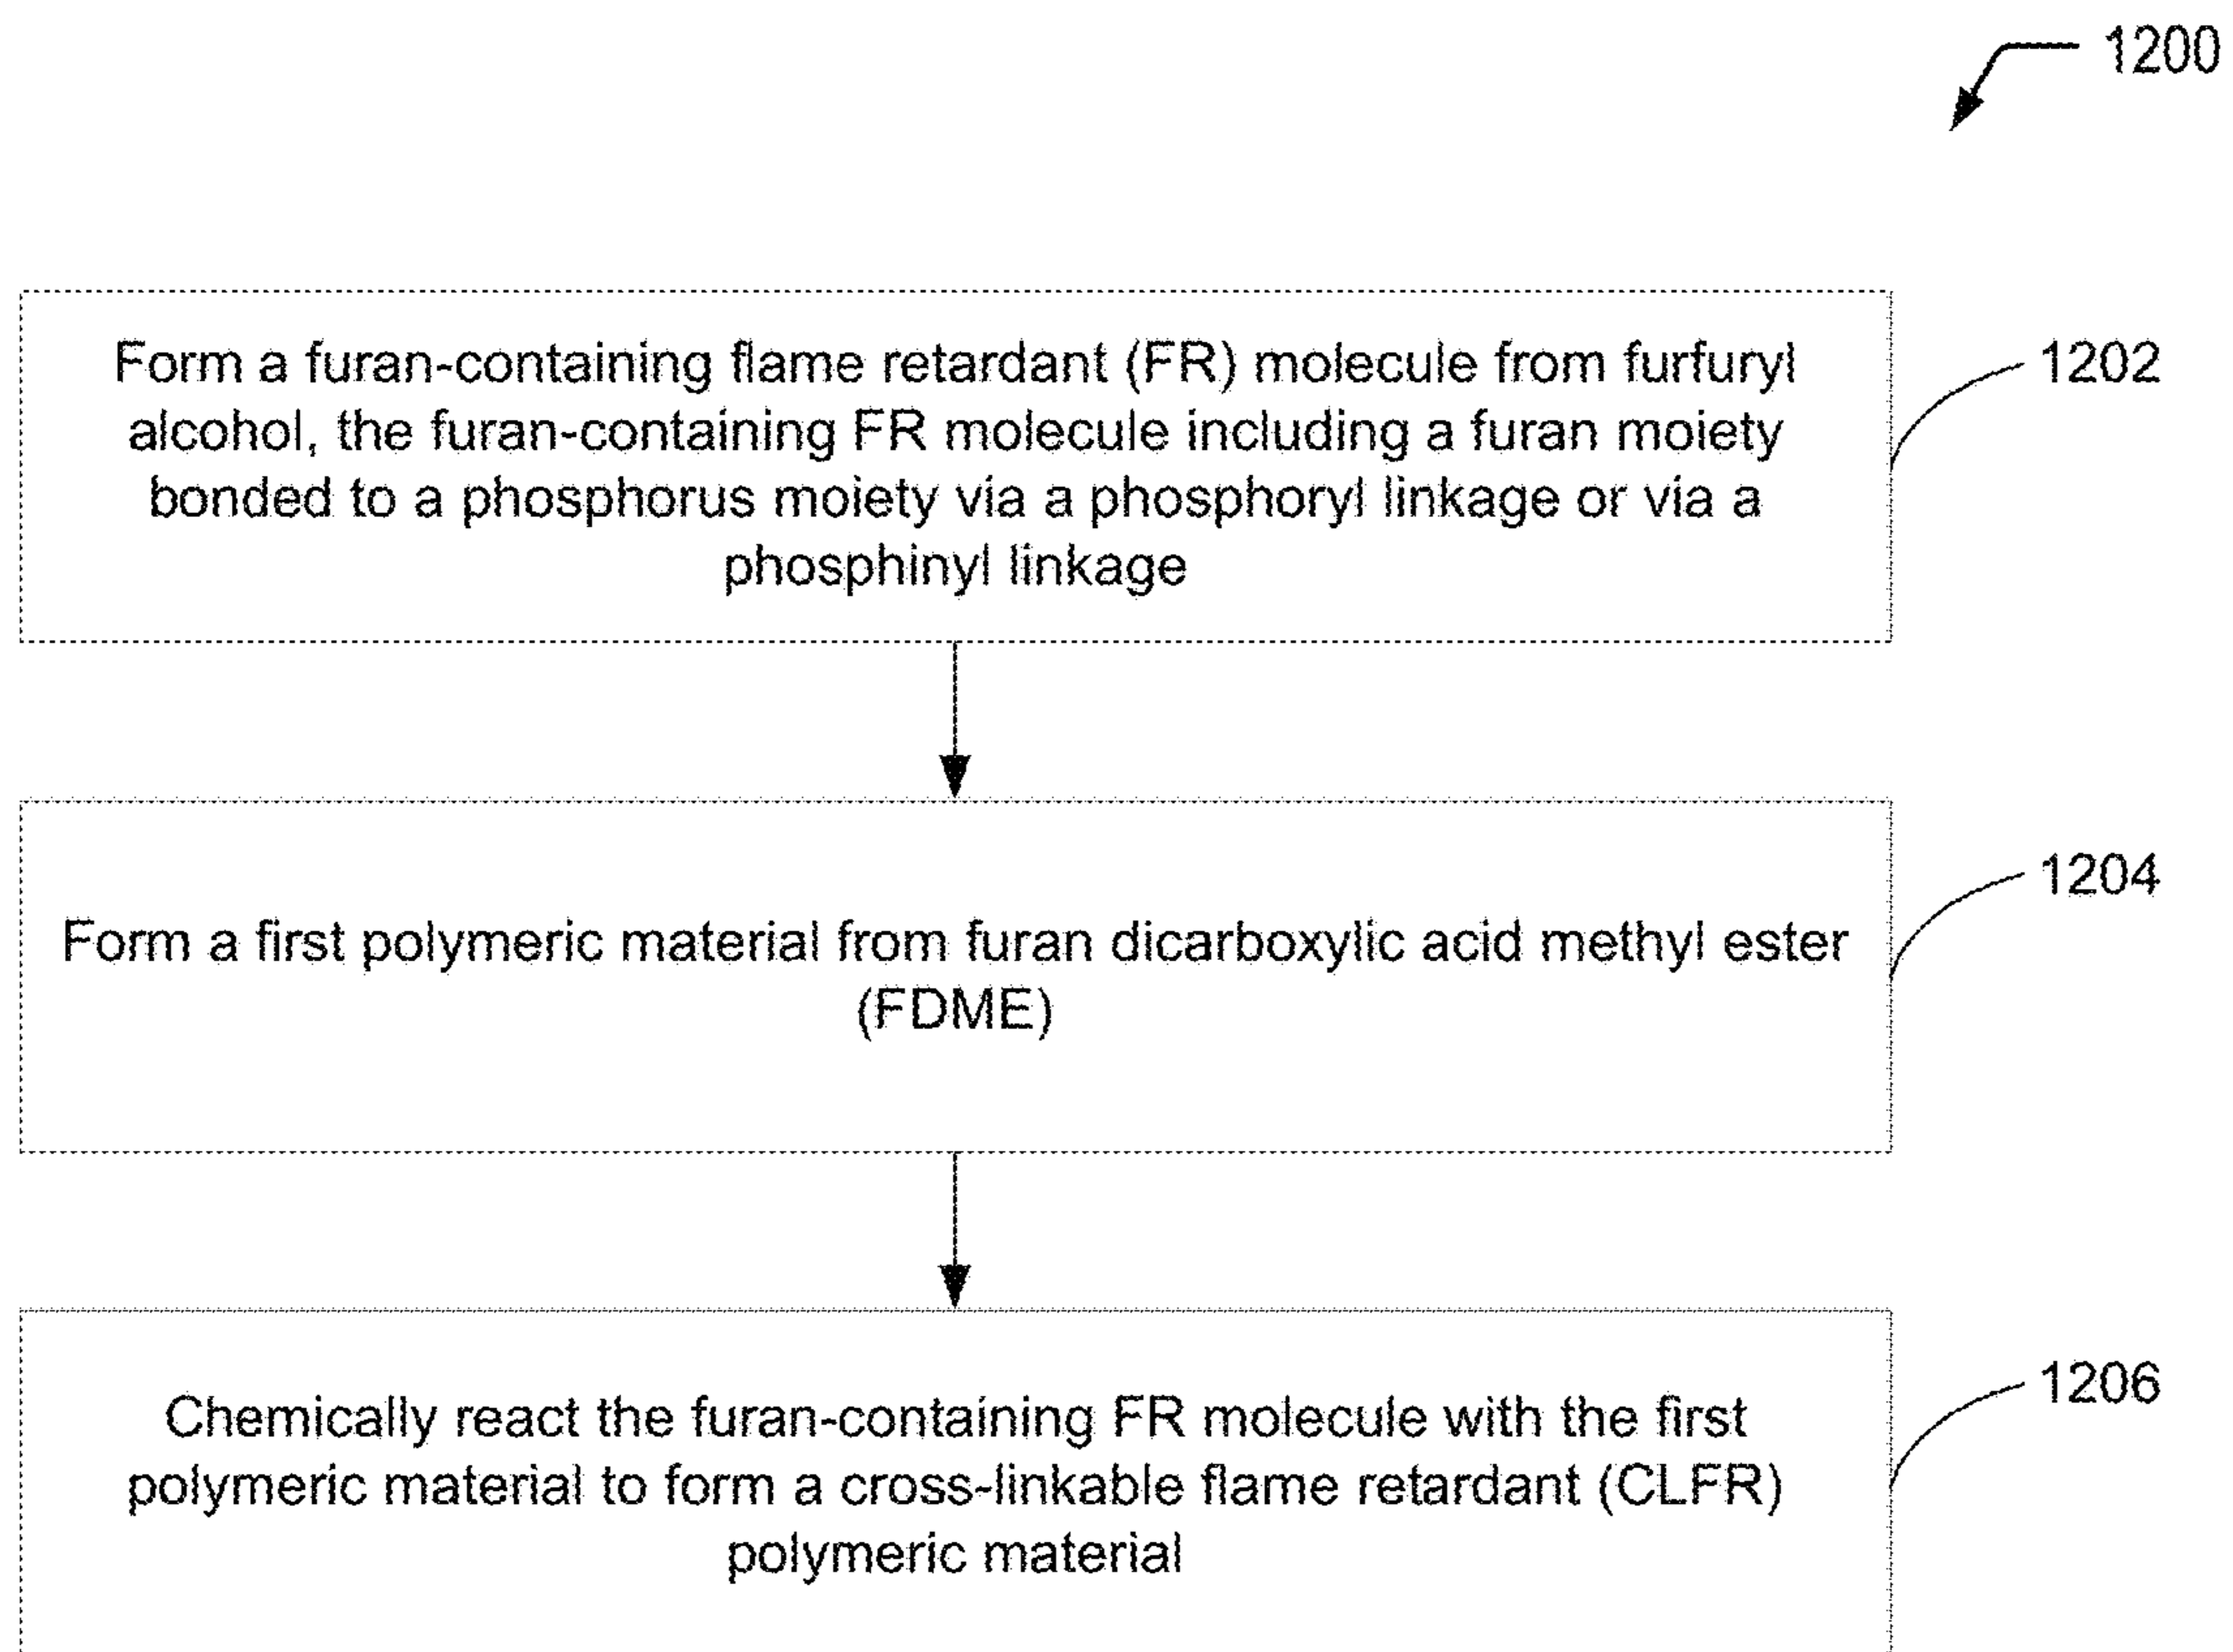 1200
Form a furan-containing flame retardant (FR) molecule from furfuryl
1202
alcohol, the furan-containing FR molecule including a furan moiety
bonded to a phosphorus moiety via a phosphoryl linkage or via a
phosphinyl linkage
1204
Form a first polymeric material from furan dicarboxylic acid methyl ester
(FDME)
1206
Chemically react the furan-containing FR molecule with the first
polymeric material to form a cross-linkable flame retardant (CLFR)
polymeric material